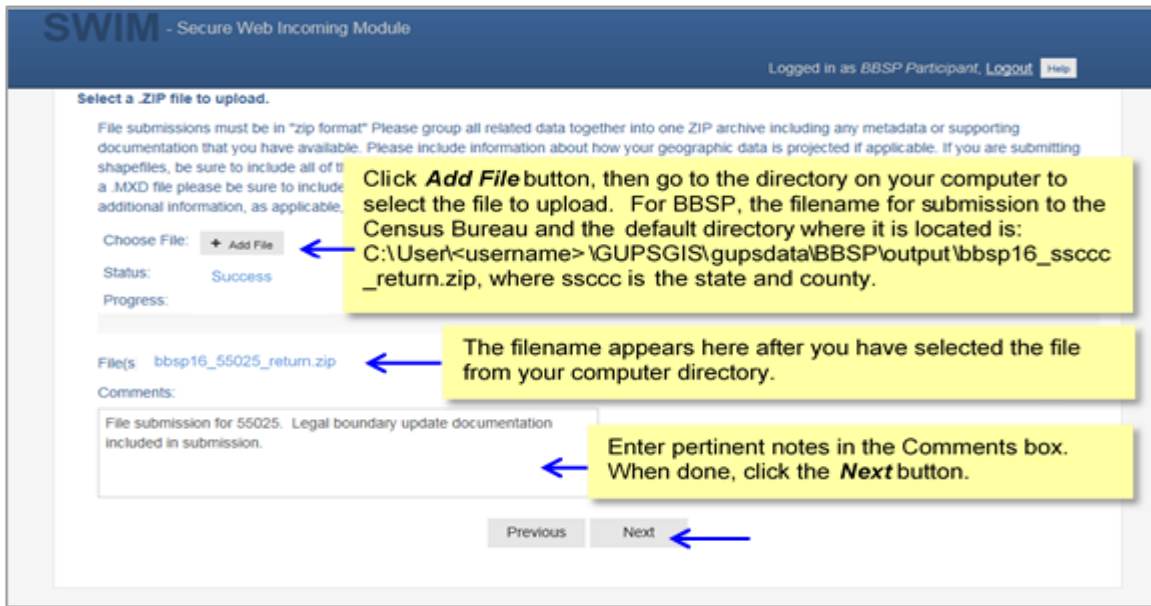 SWIM - Secure Web Incoming Module
Logged in as BBSP Participant, Logout Help
Select a .ZIP file to upload.
File submissions must be in "zip format" Please group all related data together into one ZIP archive including any metadata or supporting
documentation that you have available. Please include information about how your geographic data is projected if applicable. If you are submitting
shapefiles, be sure to include all of
a .MXD file please be sure to include
additional information, as applicable,
Click Add File button, then go to the directory on your computer to
select the file to upload. For BBSP, the filename for submission to the
Census Bureau and the default directory where it is located is:
C:\User\<username>\GUPSGIS\gupsdata\BBSP\output\bbsp16_ssccc
_return.zip, where ssccc is the state and county.
Choose File: + Add File
Status: Success
Progress:
File(s bbsp16_55025_return.zip
The filename appears here after you have selected the file
from your computer directory.
Comments:
File submission for 55025. Legal boundary update documentation
included in submission.
Enter pertinent notes in the Comments box.
When done, click the Next button.
Previous Next